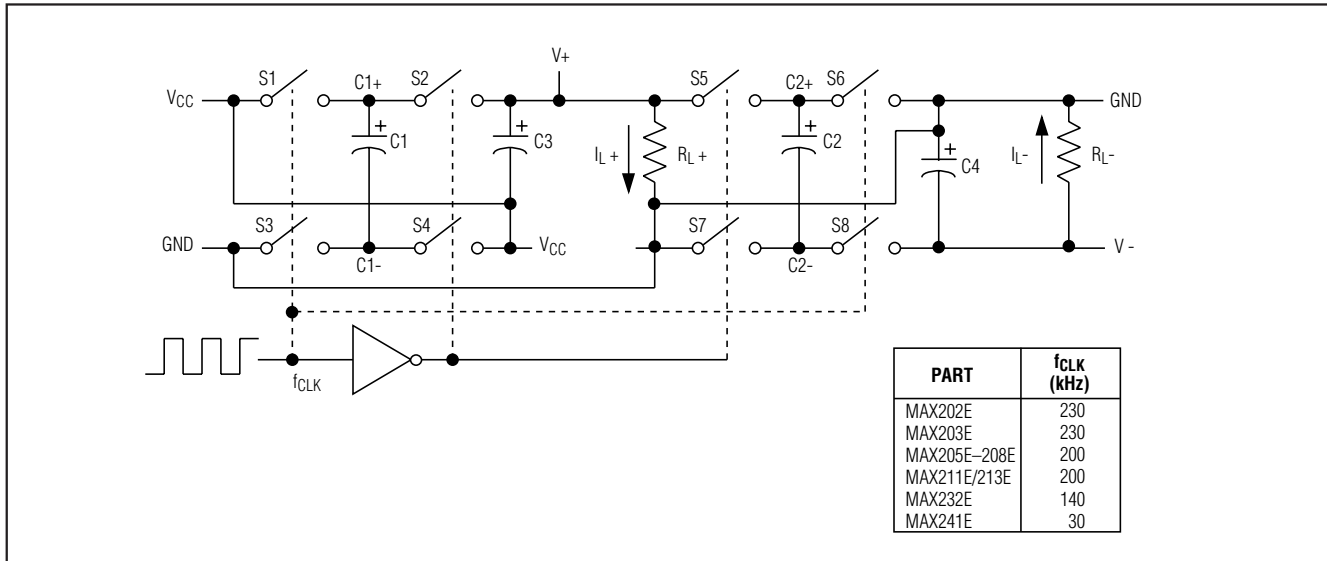 V+
S1
C1+
S2
S5
C2+
S6
VCC
GND
+
C1
+
C3
IL +
RL +
+
C2
+
C4
IL-
RL-
S3
S4
S7
S8
GND
VCC
V -
C1-
C2-
fCLK
PART fCLK (kHz)
MAX202E 230
MAX203E 230
MAX205E–208E 200
MAX211E/213E 200
MAX232E 140
MAX241E 30